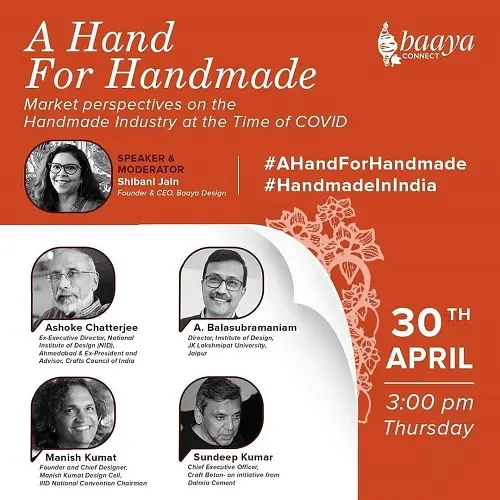 A Hand
For Handmade
Market perspectives on the
Handmade Industry at the Time of COVID
baaya
CONNECT
SPEAKER &
MODERATOR
Shibani Jain
Founder & CEO, Baaya Design
#AHandForHandmade
#HandmadeInIndia
Ashoke Chatterjee
Ex-Executive Director, National
Institute of Design (NID),
Ahmedabad & Ex-President and
Advisor, Crafts Council of India
A. Balasubramaniam
Director, Institute of Design,
JK Lakshmipat University,
Jaipur
Manish Kumat
Founder and Chief Designer,
Manish Kumat Design Cell,
IIID National Convention Chairman
Sundeep Kumar
Chief Executive Officer,
Craft Beton- an initiative from
Dalmia Cement
30TH
APRIL
3:00 pm
Thursday